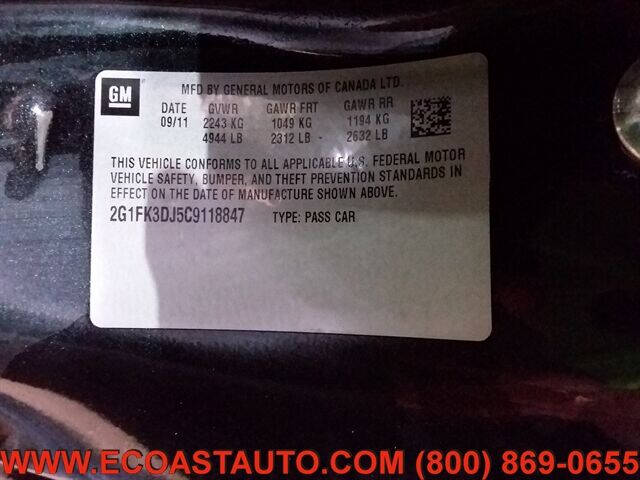 GM
MFD BY GENERAL MOTORS OF CANADA LTD.
DATE GVWR GAWR FRT GAWR RR
09/11 2243 KG 1049 KG 1194 KG
4944 LB 2312 LB - 2632 LB
THIS VEHICLE CONFORMS TO ALL APPLICABLE U.S. FEDERAL MOTOR
VEHICLE SAFETY, BUMPER, AND THEFT PREVENTION STANDARDS IN
EFFECT ON THE DATE OF MANUFACTURE SHOWN ABOVE.
2G1FK3DJ5C9118847 TYPE: PASS CAR
WWW.ECOASTAUTO.COM (800) 869-0655